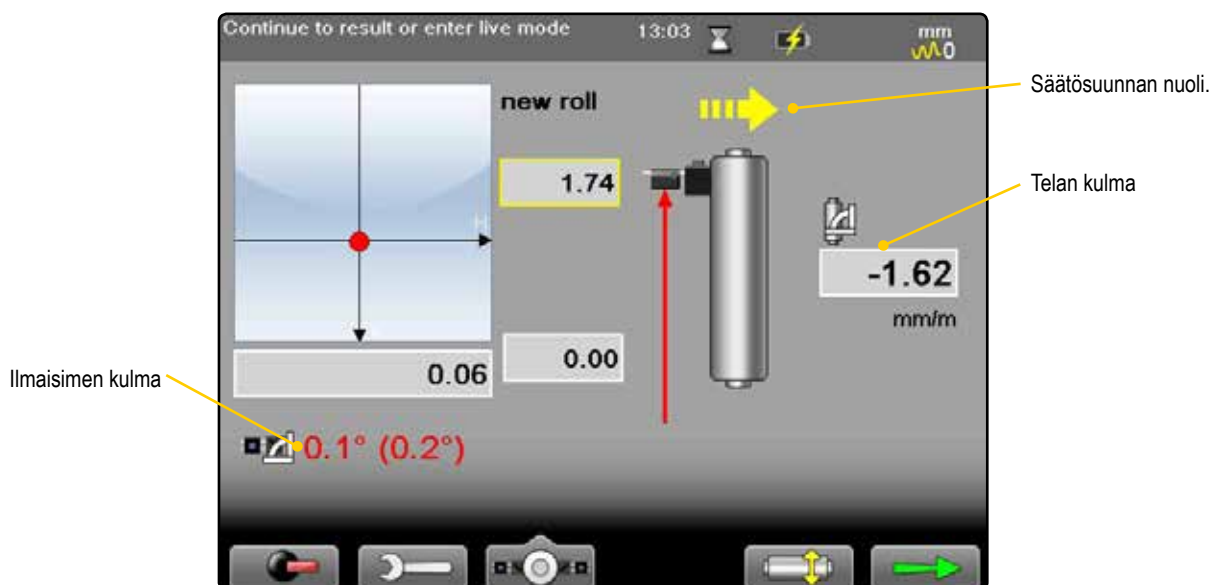 Continue to result or enter live mode
13:03
mm
0
Säätösuunnan nuoli.
new roll
1.74
Telan kulma
H
-1.62
mm/m
0.00
0.06
Ilmaisimen kulma
0.1° (0.2°)